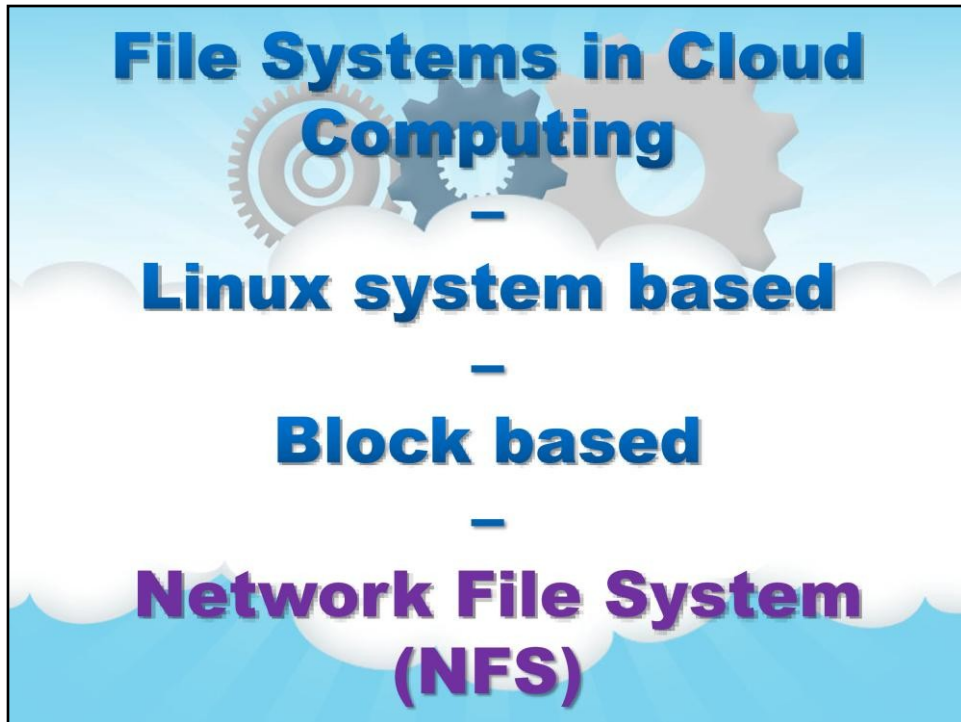 File Systems in Cloud
Computing
–
Linux system based
–
Block based
–
Network File System
(NFS)